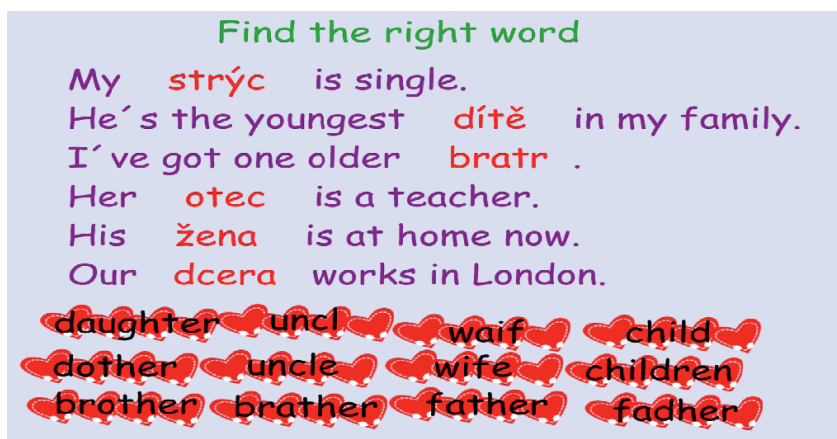 Find the right word
My strýc is single.
He´s the youngest dítě in my family.
I´ve got one older bratr .
Her otec is a teacher.
His žena is at home now.
Our dcera works in London.
daughter uncl waif child
dother uncle wife children
brother brather father fadher